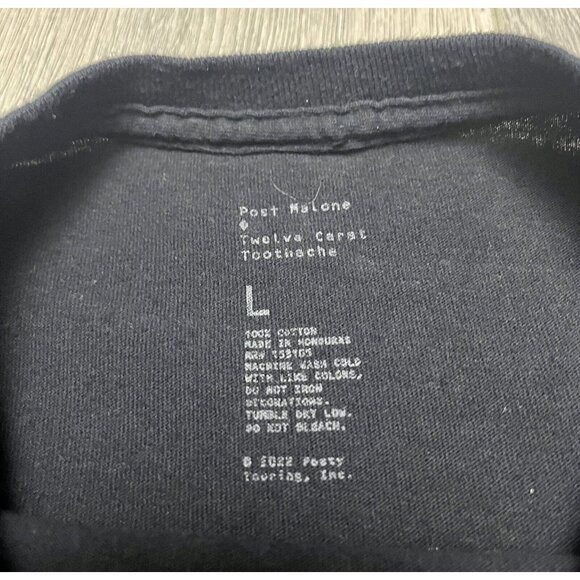 Post Malone
Twelve Carat
Toothache
L
100% COTTON
MADE IN HONDURAS
MACHINE WASH COLD
WITH LIKE COLORS,
DO NOT IRON
DECORATIONS.
TUMBLE DRY LOW.
DO NOT BLEACH.
© 2022 Posty
Touring, Inc.